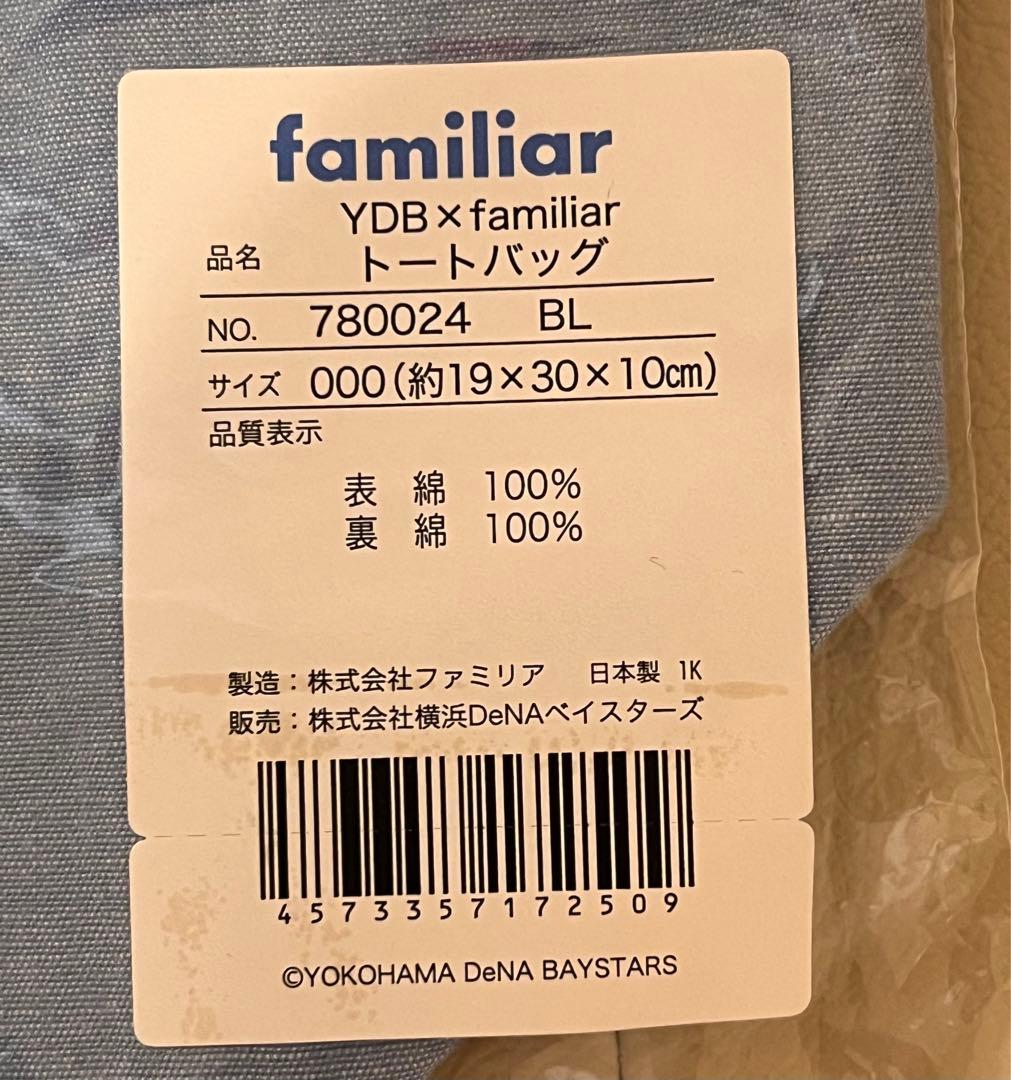 familiar
YDB×familiar
品名 トートバッグ
NO. 780024 BL
サイズ 000(約19×30×10cm)
品質表示
表 綿 100%
裏 綿 100%
製造：株式会社ファミリア 日本製 1K
販売：株式会社横浜DeNAベイスターズ
4573357172509
©YOKOHAMA DeNA BAYSTARS